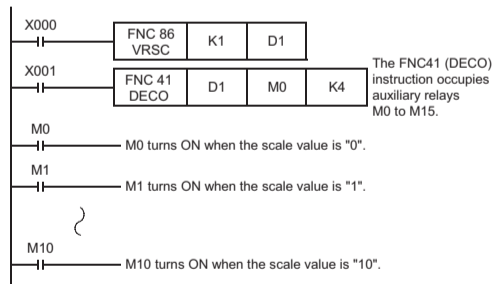 X000
FNC 86
VRSC
K1
D1
X001
FNC 41
DECO
D1
M0
K4
The FNC41 (DECO)
instruction occupies
auxiliary relays
M0 to M15.
M0
M0 turns ON when the scale value is "0".
M1
M1 turns ON when the scale value is "1".
M10
M10 turns ON when the scale value is "10".